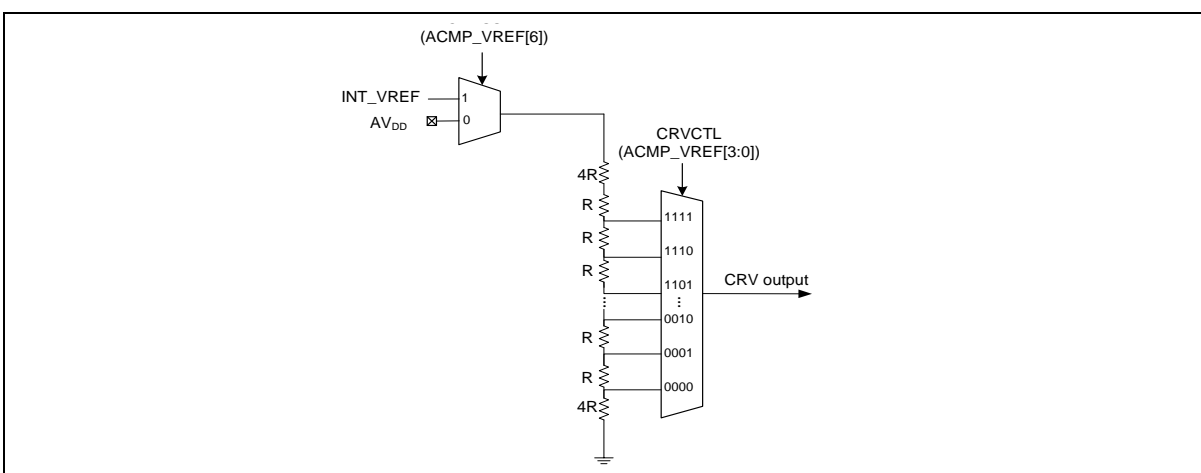 (ACMP_VREF[6])
INT_VREF
1
AVDD
0
CRVCTL
(ACMP_VREF[3:0])
4R
R
1111
R
1110
R
1101
CRV output
0010
R
0001
R
0000
4R